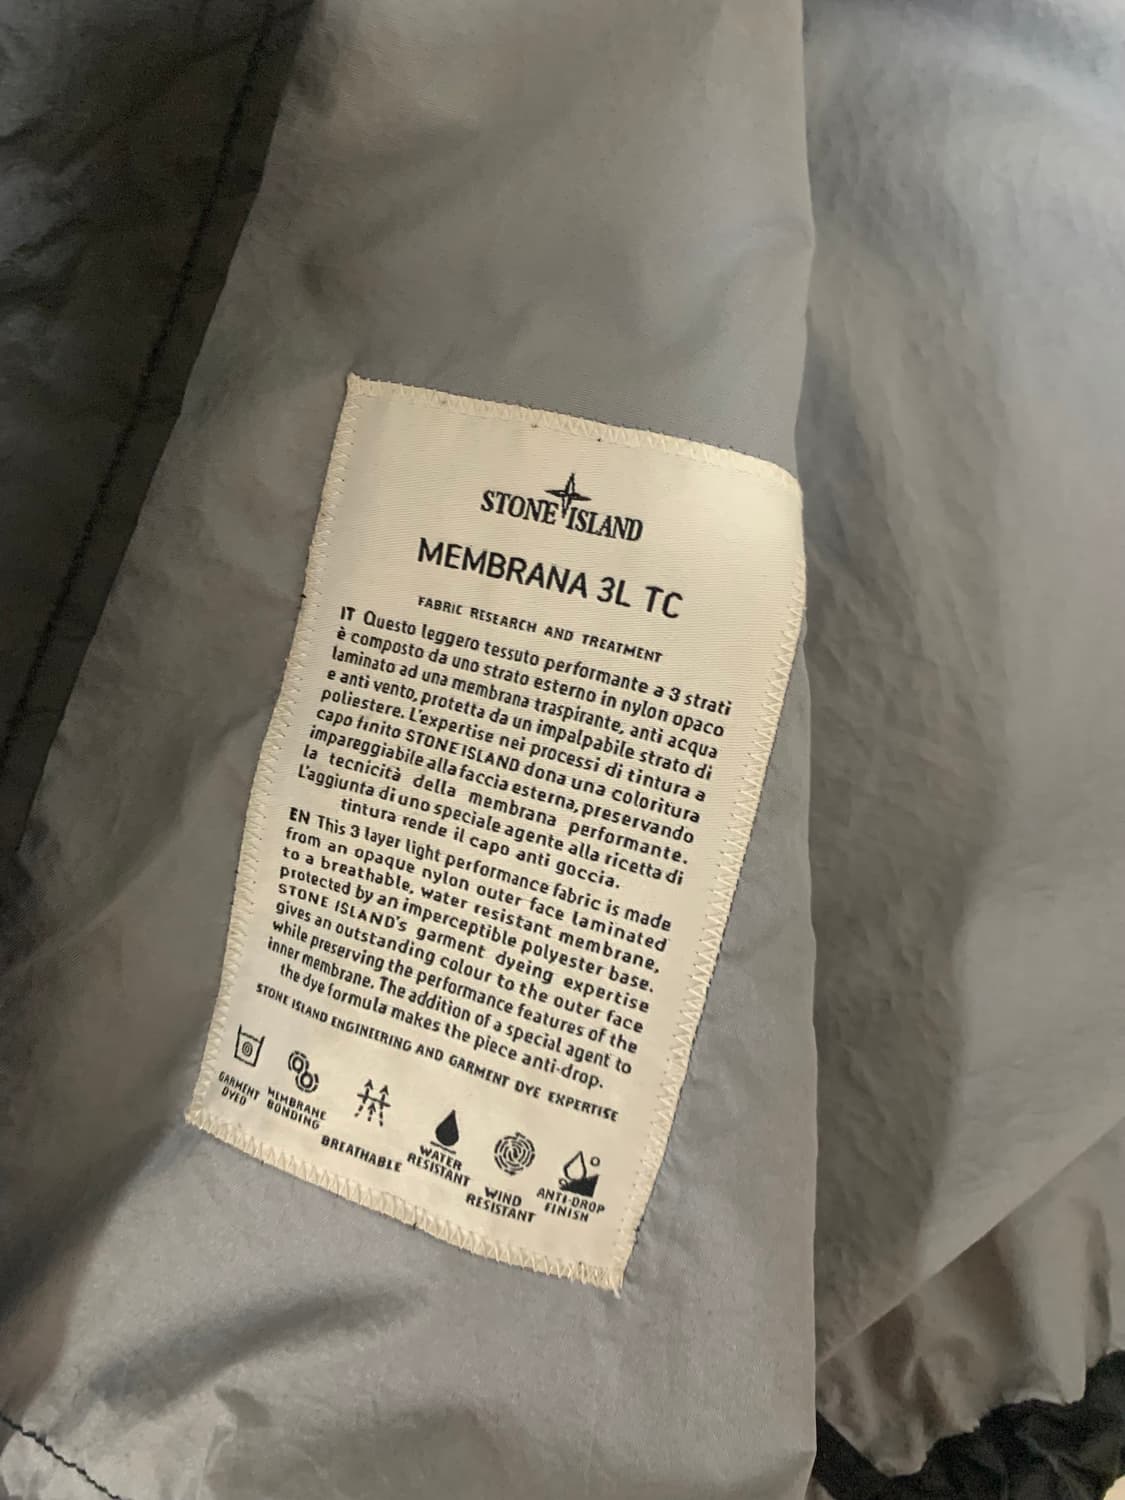 STONE ISLAND
MEMBRANA 3L TC
FABRIC RESEARCH AND TREATMENT
IT Questo leggero tessuto performante a 3 strati
è composto da uno strato esterno in nylon opaco
laminato ad una membrana traspirante, anti acqua
e anti vento, protetta da un impalpabile strato di
poliestere. L'expertise nei processi di tintura a
capo finito STONE ISLAND dona una coloritura
impareggiabile alla faccia esterna, preservando
la tecnicità della membrana performante.
L'aggiunta di uno speciale agente alla ricetta di
tintura rende il capo anti goccia.
EN This 3 layer light performance fabric is made
from an opaque nylon outer face laminated
to a breathable, water resistant membrane,
protected by an imperceptible polyester base.
STONE ISLAND's garment dyeing expertise
gives an outstanding colour to the outer face
while preserving the performance features of the
inner membrane. The addition of a special agent to
the dye formula makes the piece anti-drop.
STONE ISLAND ENGINEERING AND GARMENT DYE EXPERTISE
GARMENT
DYED
MEMBRANE
BONDING
BREATHABLE
WATER
RESISTANT
WIND
RESISTANT
ANTI-DROP
FINISH